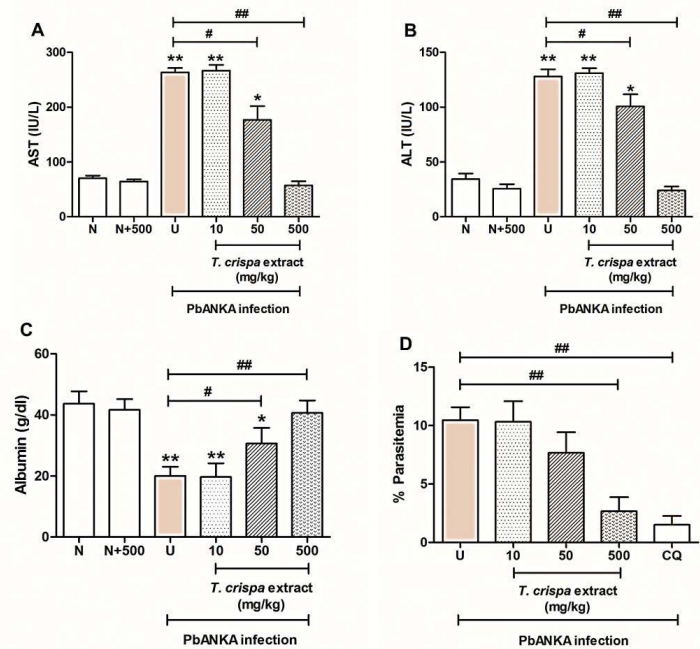 A
##
#
300
200
100
0
AST (IU/L)
** ** *
N N+500 U 10 50 500
T. crispa extract
(mg/kg)
PbANKA infection
B
##
#
150
100
50
0
ALT (IU/L)
** ** *
N N+500 U 10 50 500
T. crispa extract
(mg/kg)
PbANKA infection
C
##
#
60
40
20
0
Albumin (g/dl)
** ** *
N N+500 U 10 50 500
T. crispa extract
(mg/kg)
PbANKA infection
D
##
##
15
10
5
0
% Parasitemia
U 10 50 500 CQ
T. crispa extract
(mg/kg)
PbANKA infection